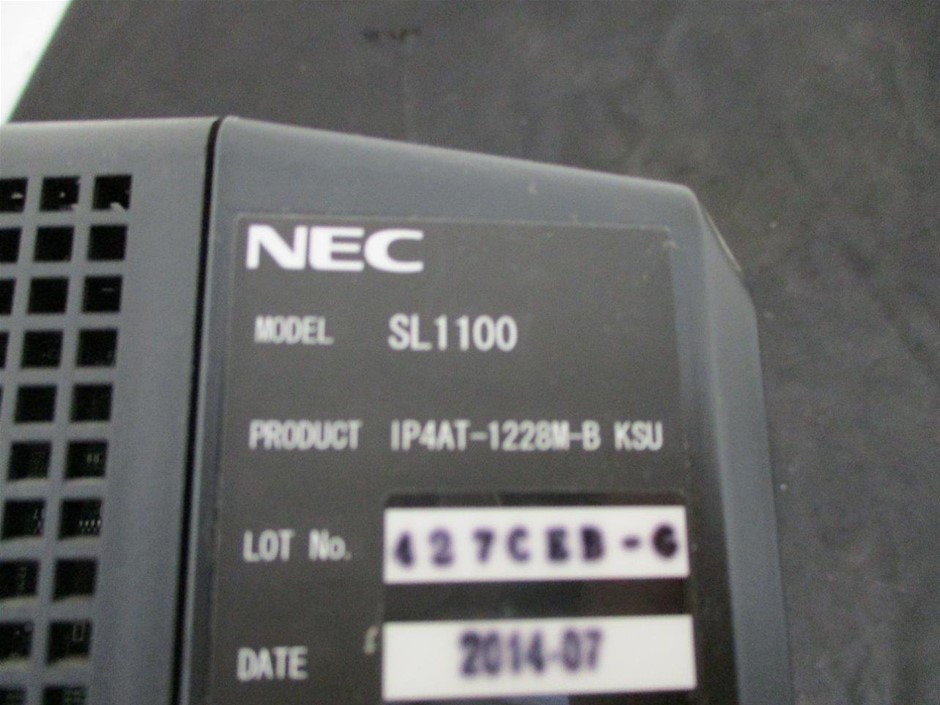 NEC
MODEL SL1100
PRODUCT IP4AT-1228M-B KSU
LOT No. 427CEB-G
DATE 2014-07